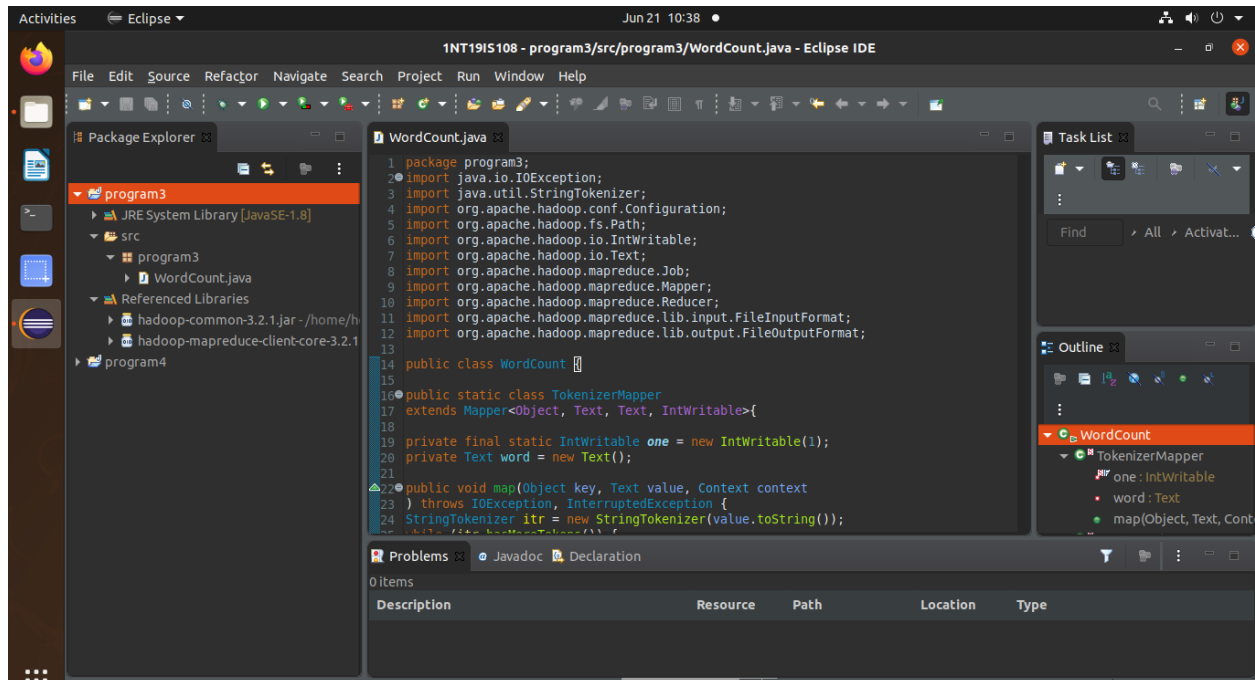 Activities Eclipse Jun 21 10:38
1NT19IS108 - program3/src/program3/WordCount.java - Eclipse IDE
File Edit Source Refactor Navigate Search Project Run Window Help
Package Explorer
program3
JRE System Library [JavaSE-1.8]
src
program3
WordCount.java
Referenced Libraries
hadoop-common-3.2.1.jar - /home/h
hadoop-mapreduce-client-core-3.2.1
program4
WordCount.java
1 package program3;
2 import java.io.IOException;
3 import java.util.StringTokenizer;
4 import org.apache.hadoop.conf.Configuration;
5 import org.apache.hadoop.fs.Path;
6 import org.apache.hadoop.io.IntWritable;
7 import org.apache.hadoop.io.Text;
8 import org.apache.hadoop.mapreduce.Job;
9 import org.apache.hadoop.mapreduce.Mapper;
10 import org.apache.hadoop.mapreduce.Reducer;
11 import org.apache.hadoop.mapreduce.lib.input.FileInputFormat;
12 import org.apache.hadoop.mapreduce.lib.output.FileOutputFormat;
13
14 public class WordCount {
15
16 public static class TokenizerMapper
17 extends Mapper<Object, Text, Text, IntWritable>{
18
19 private final static IntWritable one = new IntWritable(1);
20 private Text word = new Text();
21
22 public void map(Object key, Text value, Context context
23 ) throws IOException, InterruptedException {
24 StringTokenizer itr = new StringTokenizer(value.toString());
Task List
Find All Activat...
Outline
WordCount
TokenizerMapper
one : IntWritable
word : Text
map(Object, Text, Cont
Problems Javadoc Declaration
0 items
Description Resource Path Location Type